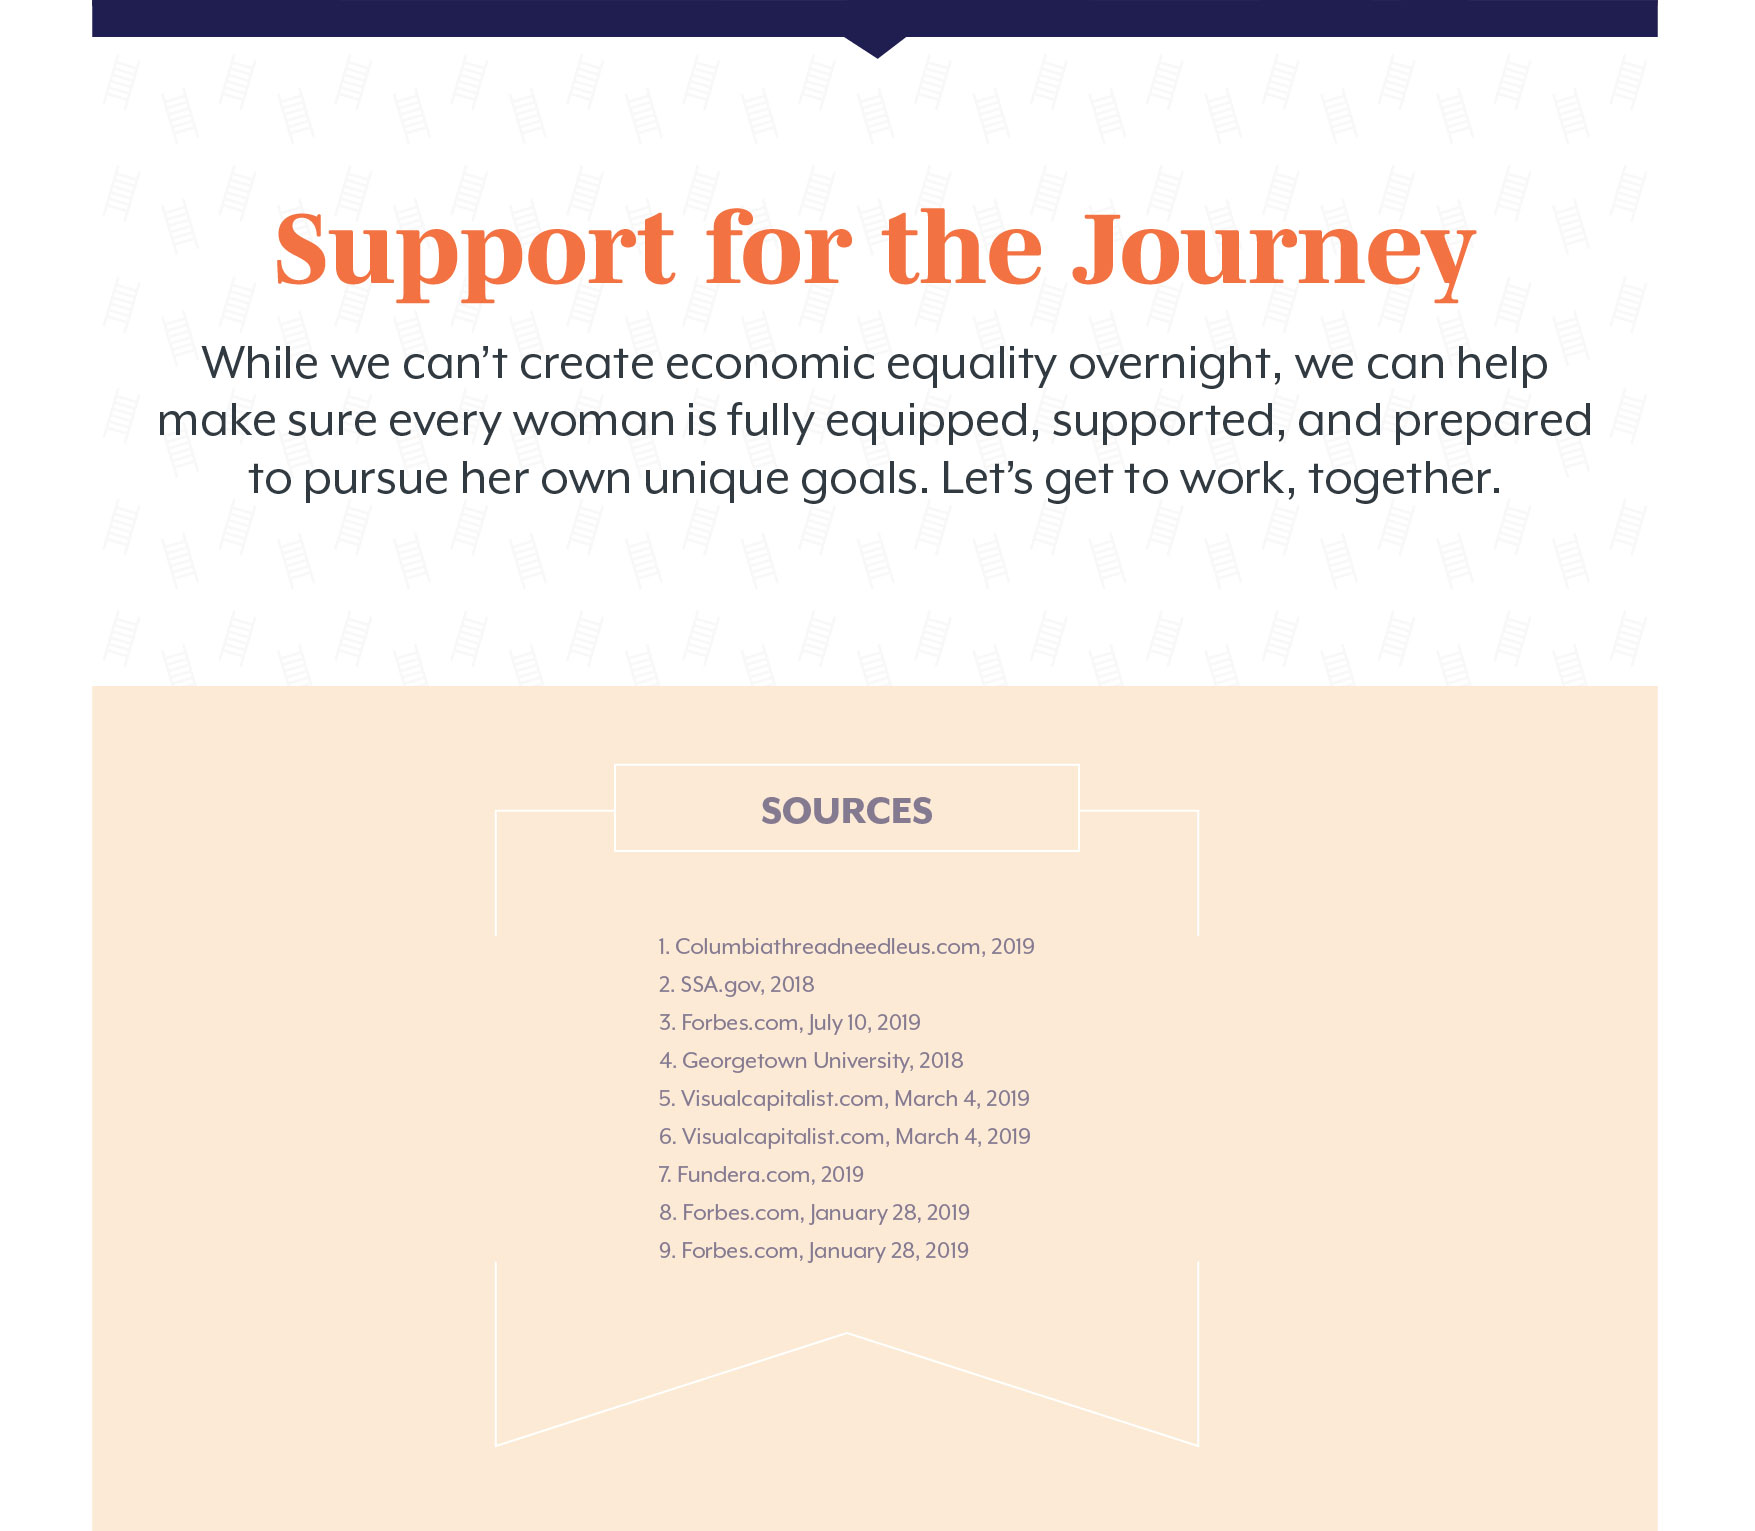 Support for the Journey
While we can’t create economic equality overnight, we can help
make sure every woman is fully equipped, supported, and prepared
to pursue her own unique goals. Let’s get to work, together.
SOURCES
1. Columbiathreadneedleus.com, 2019
2. SSA.gov, 2018
3. Forbes.com, July 10, 2019
4. Georgetown University, 2018
5. Visualcapitalist.com, March 4, 2019
6. Visualcapitalist.com, March 4, 2019
7. Fundera.com, 2019
8. Forbes.com, January 28, 2019
9. Forbes.com, January 28, 2019